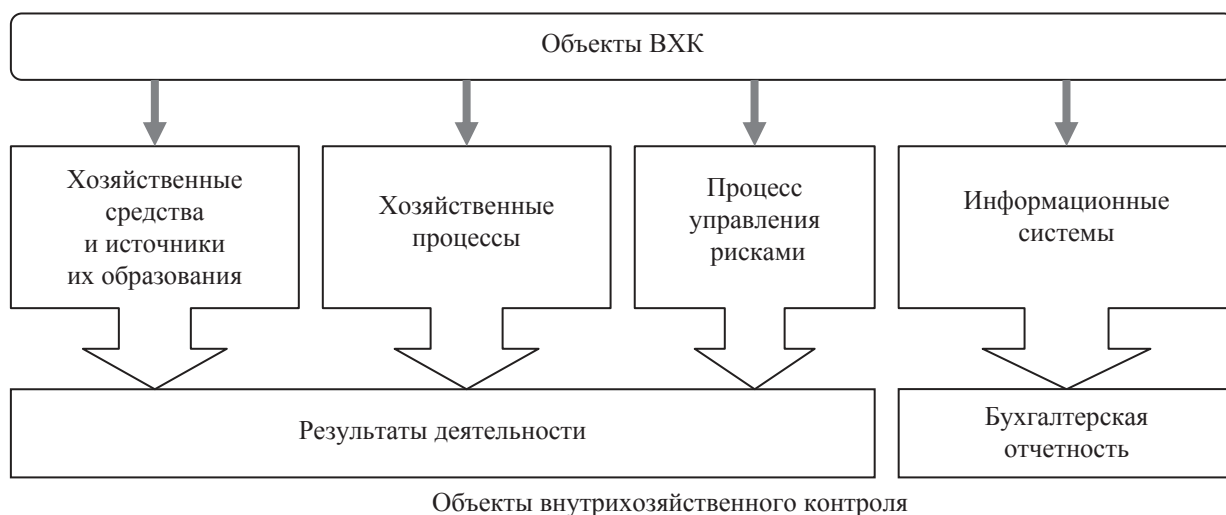 Объекты ВХК
Хозяйственные
средства
и источники
их образования
Хозяйственные
процессы
Процесс
управления
рисками
Информационные
системы
Результаты деятельности
Бухгалтерская
отчетность
Объекты внутрихозяйственного контроля